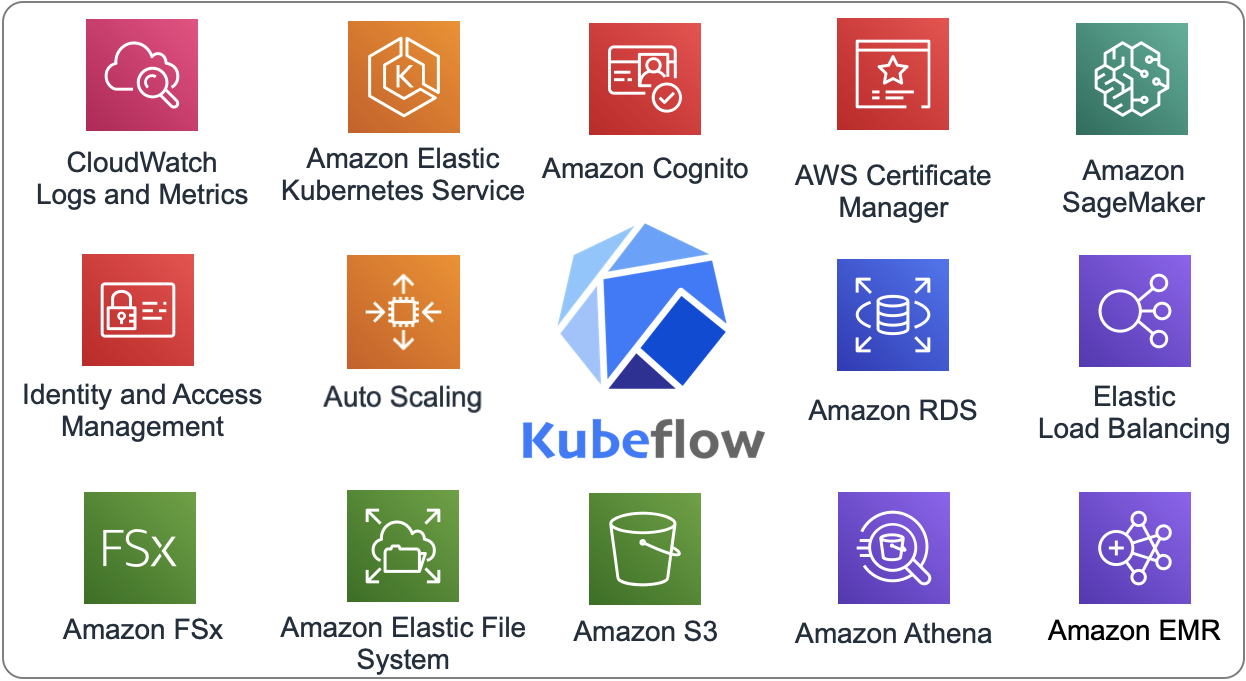 CloudWatch
Logs and Metrics
Amazon Elastic
Kubernetes Service
K
Amazon Cognito
AWS Certificate
Manager
Amazon
SageMaker
Identity and Access
Management
Auto Scaling
Kubeflow
Amazon RDS
Elastic
Load Balancing
FSx
Amazon FSx
Amazon Elastic File
System
Amazon S3
Amazon Athena
Amazon EMR